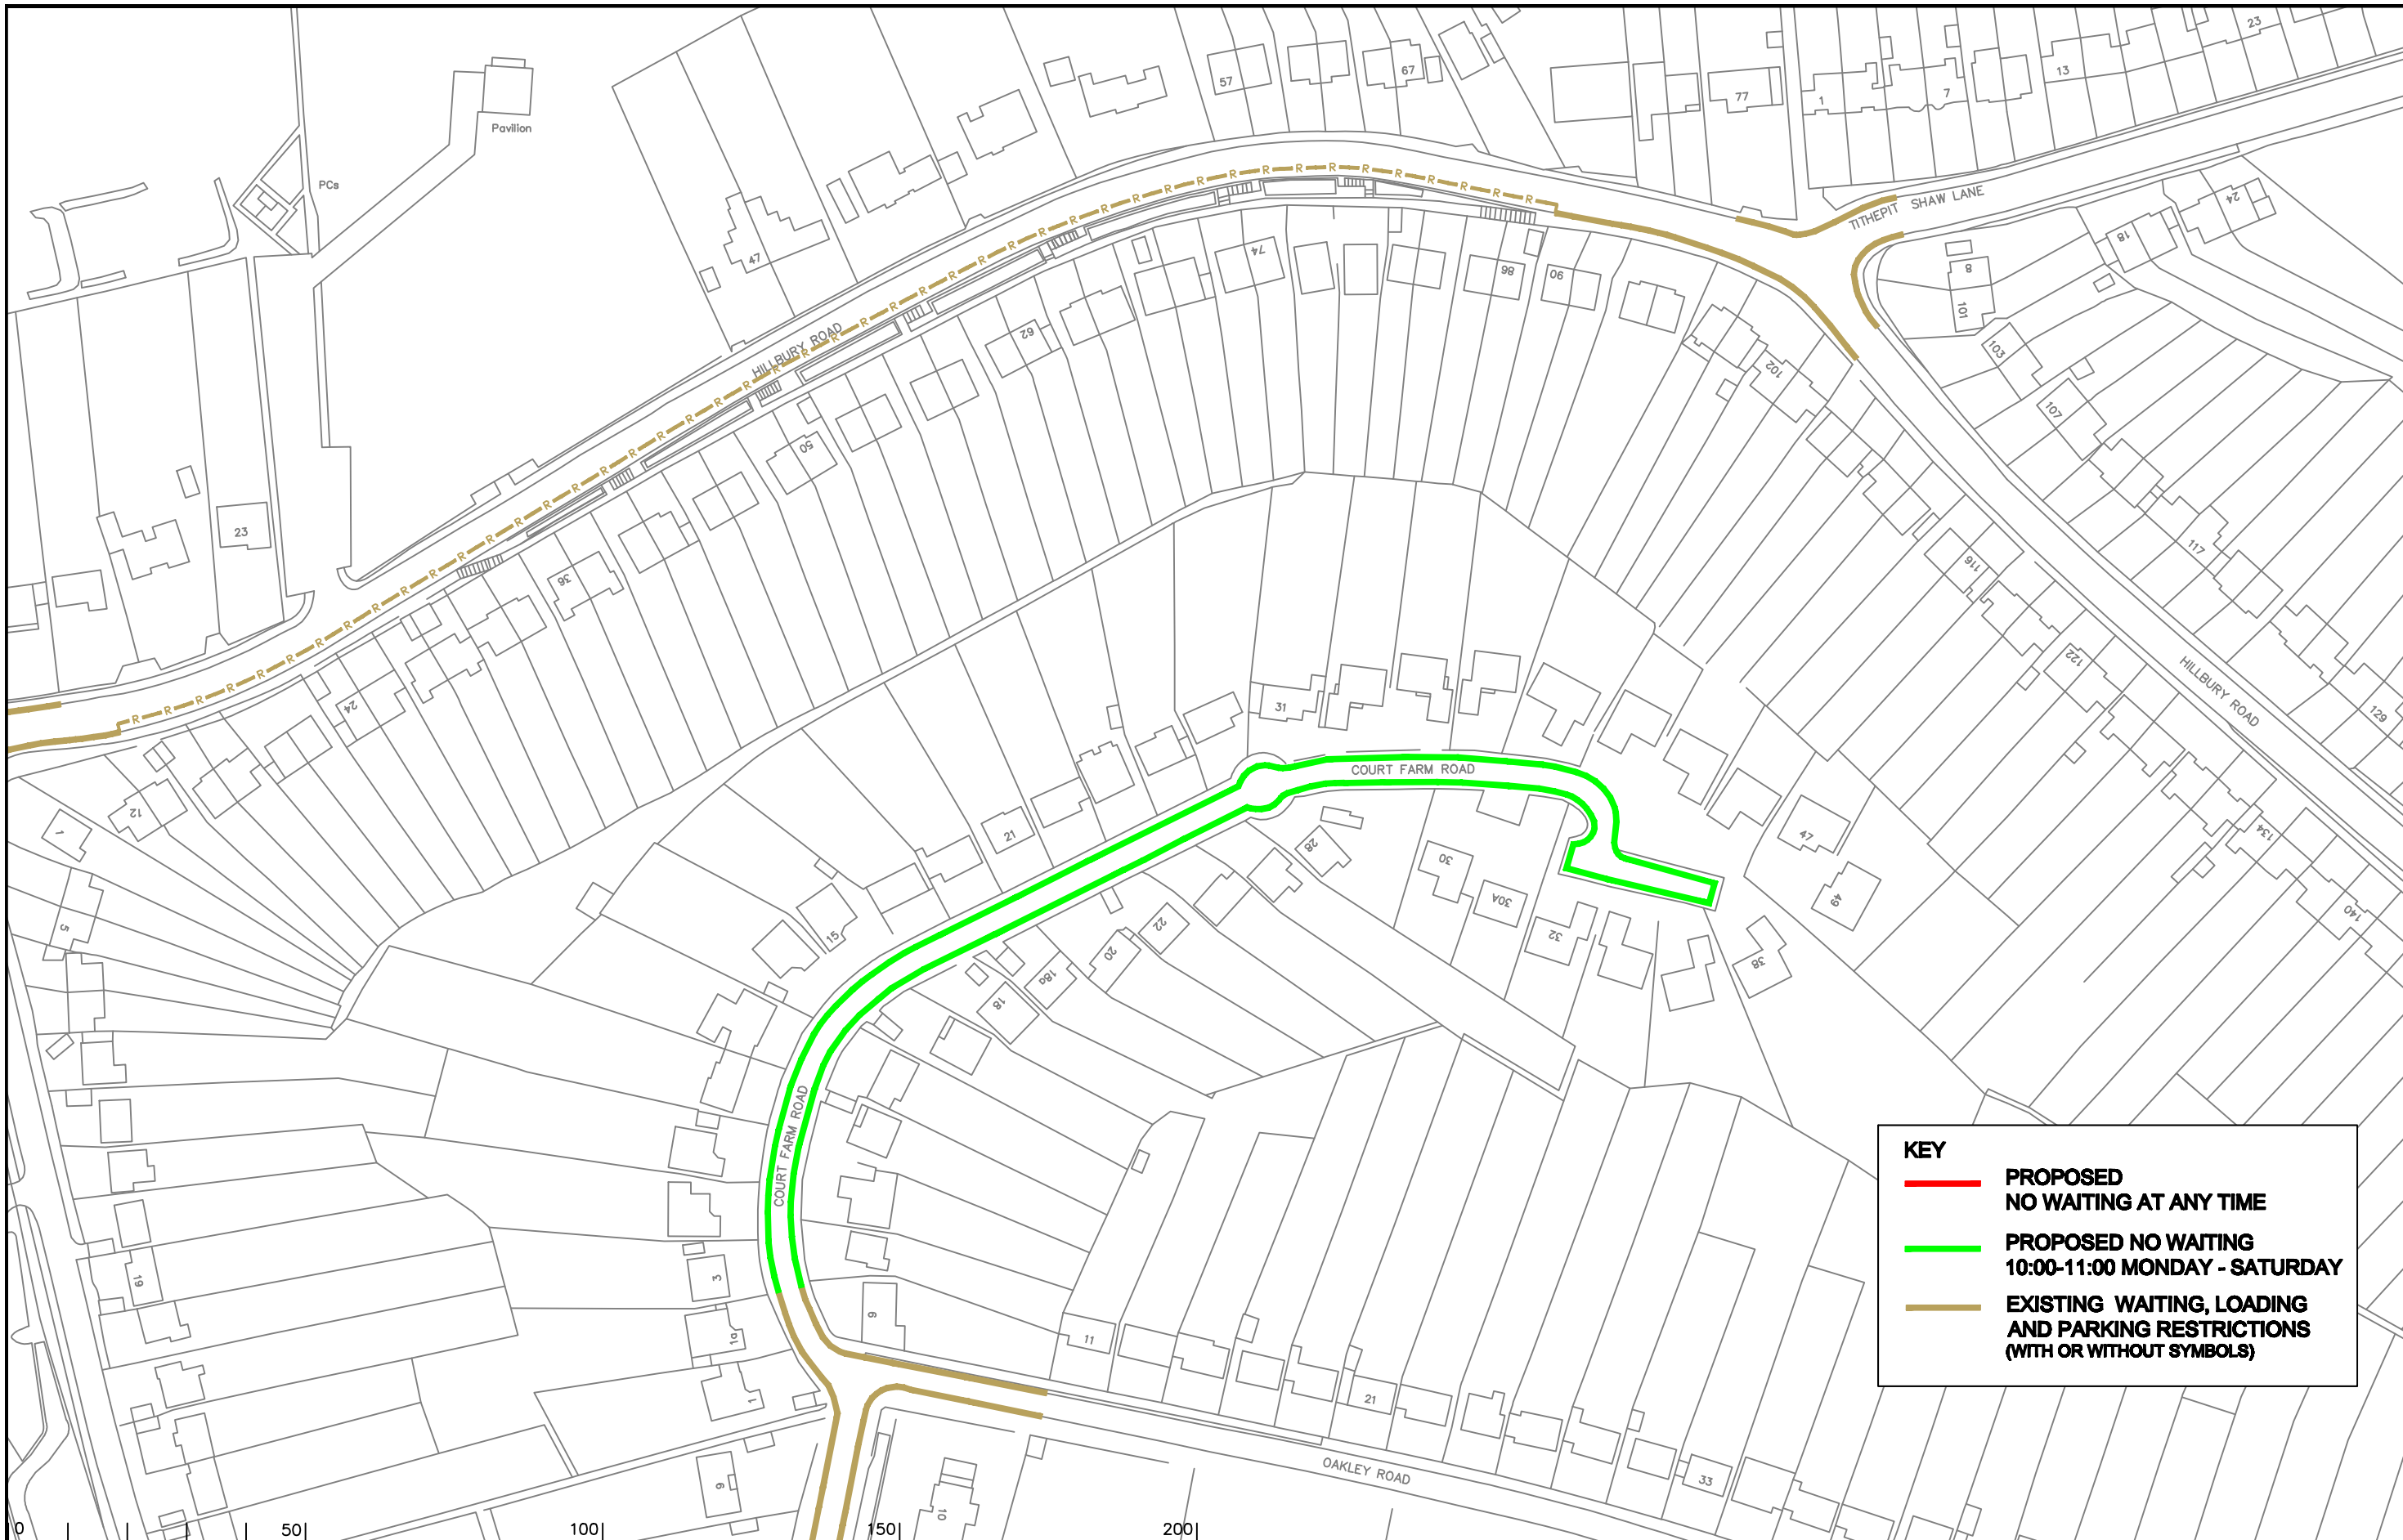 57
67
77
1
7
13
23
Pavilion
PCs
47
TITHEPIT SHAW LANE
24
18
8
101
103
107
74
86
90
62
HILLBURY ROAD
50
102
23
36
117
116
122
HILLBURY ROAD
129
24
12
1
5
31
COURT FARM ROAD
21
28
30
30A
32
38
47
49
134
140
15
22
20
18a
18
COURT FARM ROAD
19
3
1a
1
9
11
21
33
6
10
OAKLEY ROAD
R R R R R R R R R R R R R R R R R R R R R R R R R R R R R R R R R R R R R R R R R R R R R R R
KEY
PROPOSED
NO WAITING AT ANY TIME
PROPOSED NO WAITING
10:00-11:00 MONDAY - SATURDAY
EXISTING WAITING, LOADING
AND PARKING RESTRICTIONS
(WITH OR WITHOUT SYMBOLS)
0 50 100 150 200